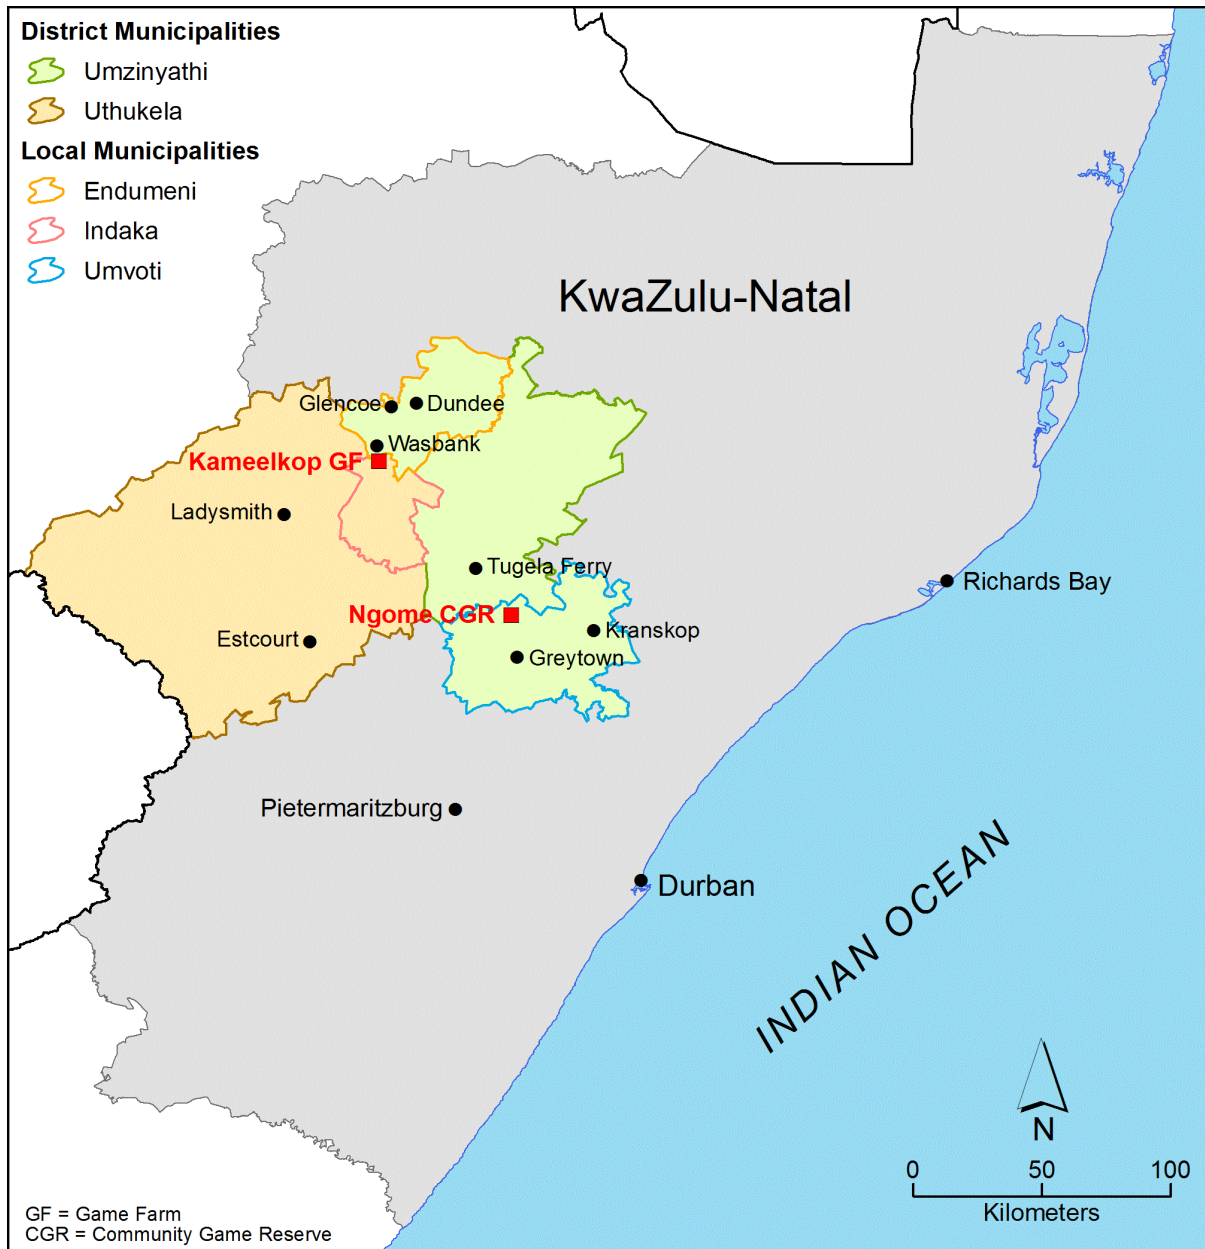 District Municipalities
Umzinyathi
Uthukela
Local Municipalities
Endumeni
Indaka
Umvoti
KwaZulu-Natal
Glencoe
Dundee
Wasbank
Kameelkop GF
Ladysmith
Tugela Ferry
Richards Bay
Ngome CGR
Kranskop
Estcourt
Greytown
Pietermaritzburg
Durban
INDIAN OCEAN
N
0 50 100
Kilometers
GF = Game Farm
CGR = Community Game Reserve